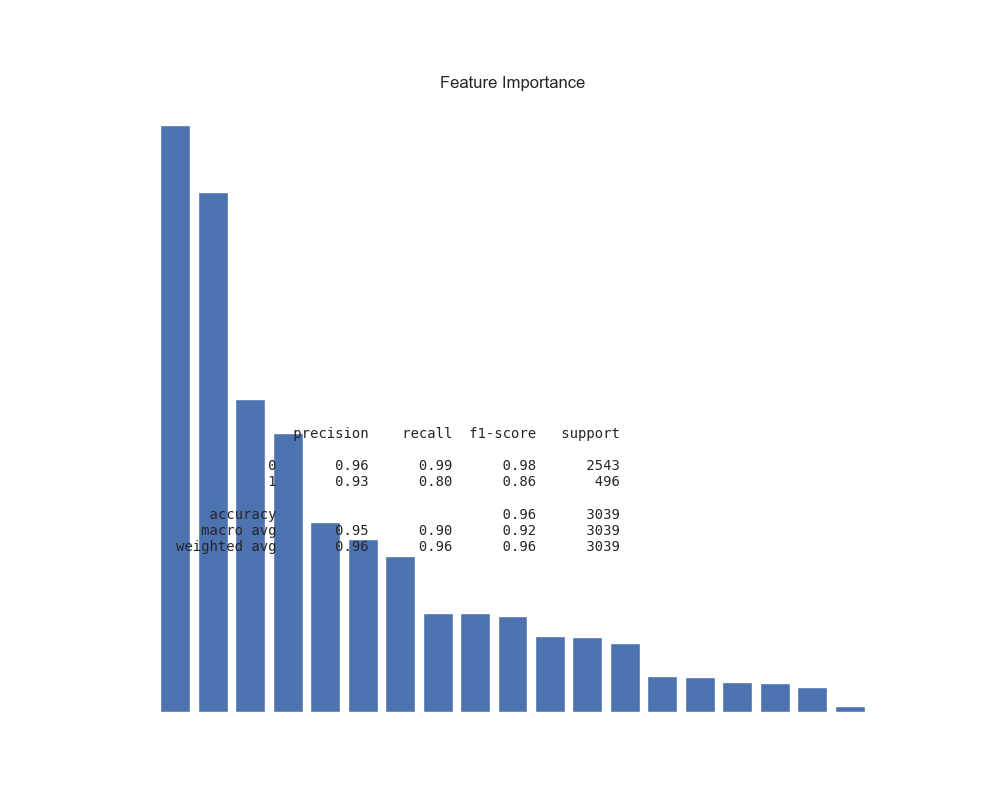 Feature Importance
precision recall f1-score support
0 0.96 0.99 0.98 2543
1 0.93 0.80 0.86 496
accuracy 0.96 3039
macro avg 0.95 0.90 0.92 3039
weighted avg 0.96 0.96 0.96 3039